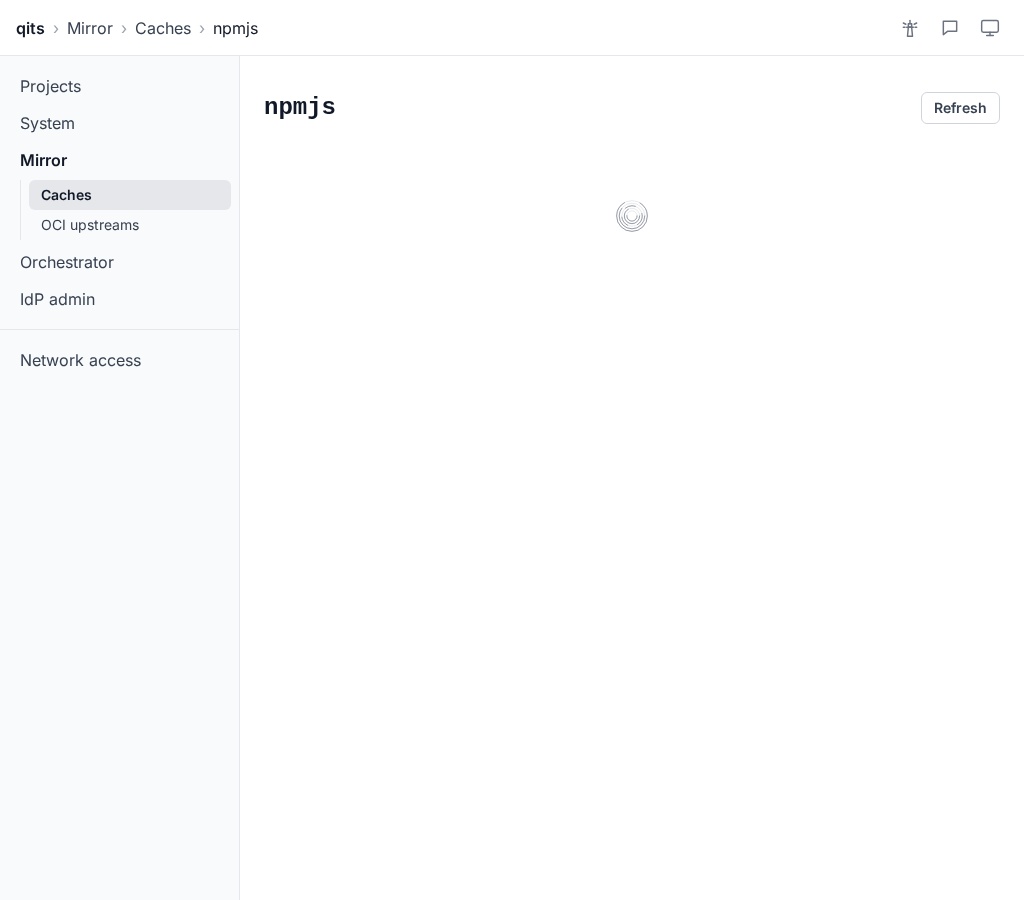 qits › Mirror › Caches › npmjs
Projects
System
Mirror
Caches
OCI upstreams
Orchestrator
IdP admin
Network access
npmjs
Refresh